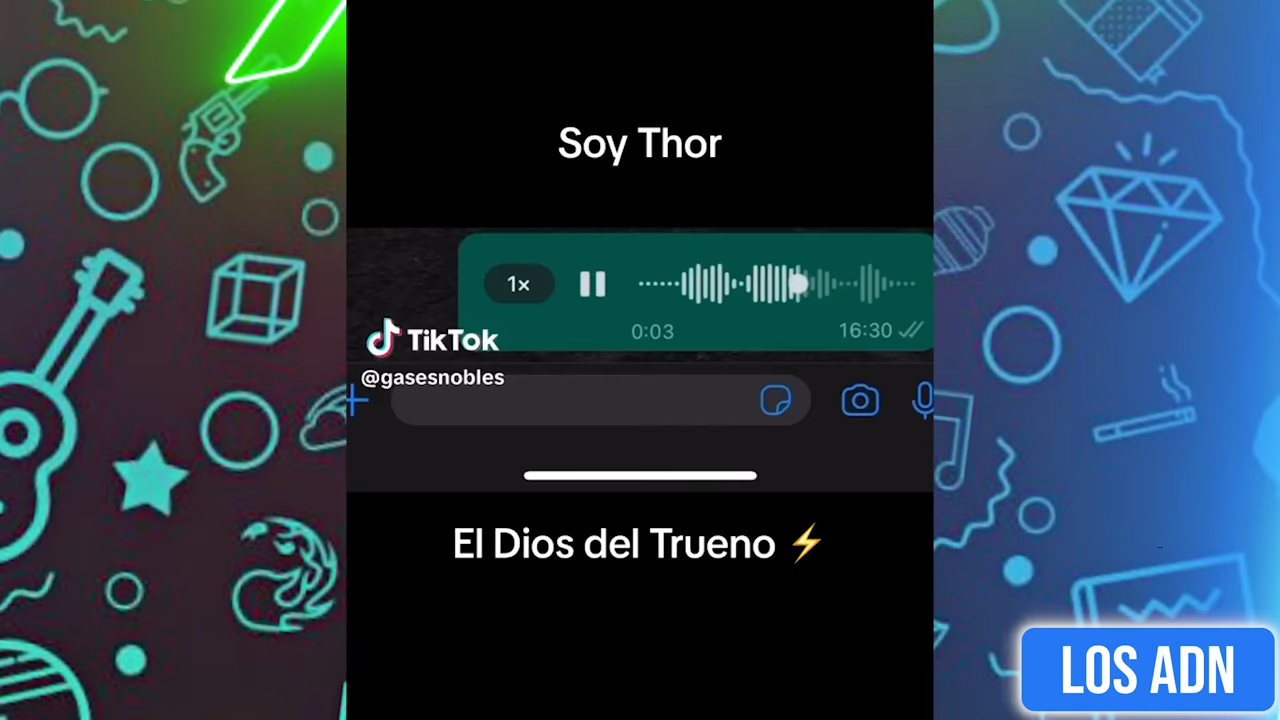 Soy Thor
1x
0:03
16:30
TikTok
@gasesnobles
El Dios del Trueno ⚡
LOS ADN